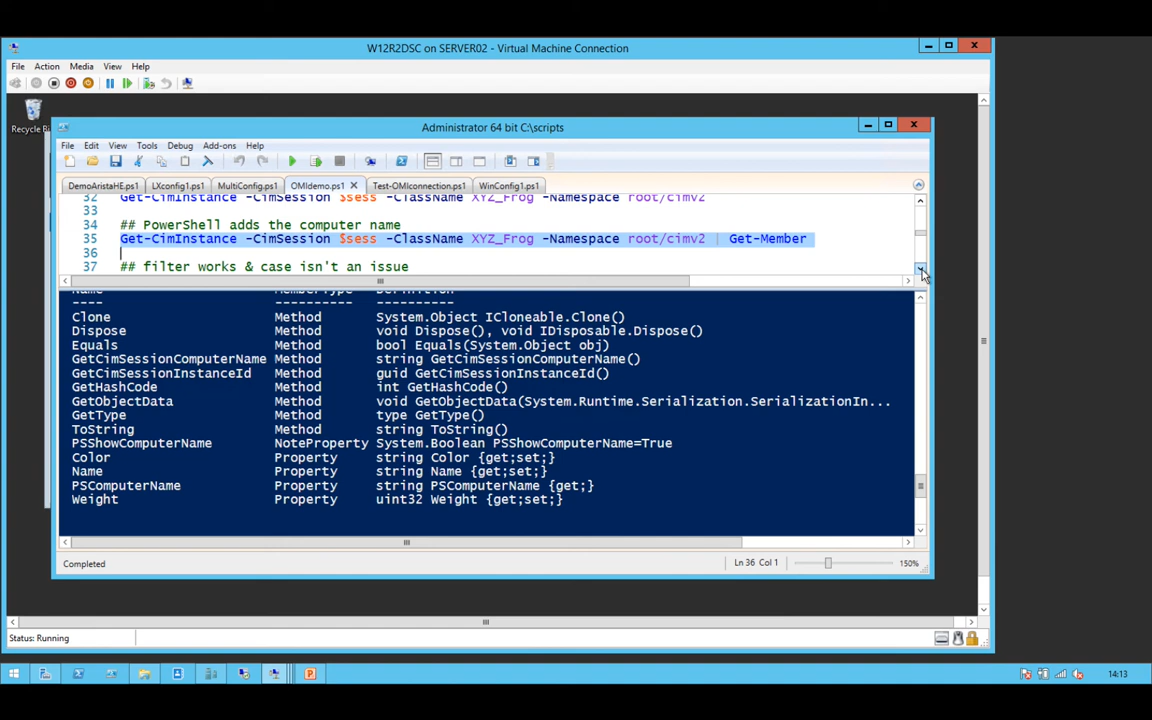 W12R2DSC on SERVER02 - Virtual Machine Connection
File Action Media View Help
Recycle Bi
Administrator 64 bit C:\scripts
File Edit View Tools Debug Add-ons Help
DemoAristaHE.ps1 LXconfig1.ps1 MultiConfig.ps1 OMIdemo.ps1 Test-OMIconnection.ps1 WinConfig1.ps1
32 Get-CimInstance -CimSession $sess -ClassName XYZ_Frog -Namespace root/cimv2
33
34 ## PowerShell adds the computer name
35 Get-CimInstance -CimSession $sess -ClassName XYZ_Frog -Namespace root/cimv2 | Get-Member
36
37 ## filter works & case isn't an issue
Name MemberType Definition
---- ---------- ----------
Clone Method System.Object ICloneable.Clone()
Dispose Method void Dispose(), void IDisposable.Dispose()
Equals Method bool Equals(System.Object obj)
GetCimSessionComputerName Method string GetCimSessionComputerName()
GetCimSessionInstanceId Method guid GetCimSessionInstanceId()
GetHashCode Method int GetHashCode()
GetObjectData Method void GetObjectData(System.Runtime.Serialization.SerializationIn...
GetType Method type GetType()
ToString Method string ToString()
PSShowComputerName NoteProperty System.Boolean PSShowComputerName=True
Color Property string Color {get;set;}
Name Property string Name {get;set;}
PSComputerName Property string PSComputerName {get;}
Weight Property uint32 Weight {get;set;}
Completed Ln 36 Col 1 150%
Status: Running
14:13